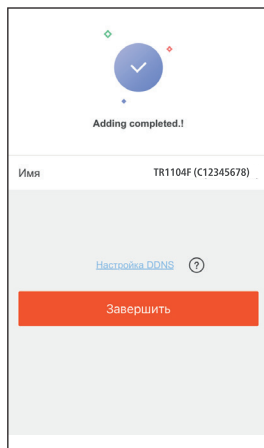 Adding completed.!
Имя TR1104F (C12345678)
Настройка DDNS ?
Завершить